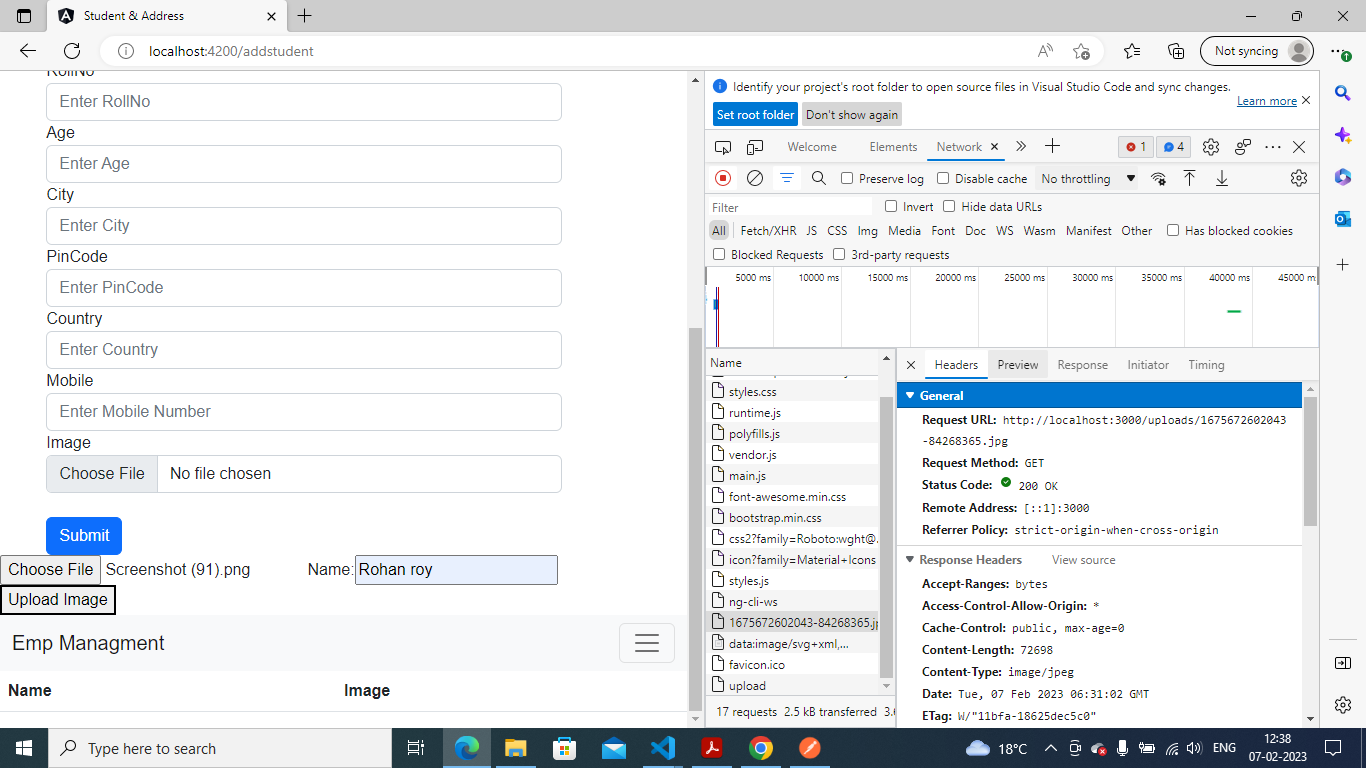 Student & Address
localhost:4200/addstudent
Not syncing
RollNo
Enter RollNo
Age
Enter Age
City
Enter City
PinCode
Enter PinCode
Country
Enter Country
Mobile
Enter Mobile Number
Image
Choose File No file chosen
Submit
Choose File Screenshot (91).png Name: Rohan roy
Upload Image
Emp Managment
Name Image
Identify your project's root folder to open source files in Visual Studio Code and sync changes.
Learn more
Set root folder Don't show again
Welcome Elements Network 1 4
Preserve log Disable cache No throttling
Filter Invert Hide data URLs
All Fetch/XHR JS CSS Img Media Font Doc WS Wasm Manifest Other Has blocked cookies
Blocked Requests 3rd-party requests
5000 ms 10000 ms 15000 ms 20000 ms 25000 ms 30000 ms 35000 ms 40000 ms 45000 m
Name
styles.css
runtime.js
polyfills.js
vendor.js
main.js
font-awesome.min.css
bootstrap.min.css
css2?family=Roboto:wght@.
icon?family=Material+Icons
styles.js
ng-cli-ws
1675672602043-84268365.jp
data:image/svg+xml,...
favicon.ico
upload
17 requests 2.5 kB transferred 3.6
Headers Preview Response Initiator Timing
General
Request URL: http://localhost:3000/uploads/1675672602043
-84268365.jpg
Request Method: GET
Status Code: 200 OK
Remote Address: [::1]:3000
Referrer Policy: strict-origin-when-cross-origin
Response Headers View source
Accept-Ranges: bytes
Access-Control-Allow-Origin: *
Cache-Control: public, max-age=0
Content-Length: 72698
Content-Type: image/jpeg
Date: Tue, 07 Feb 2023 06:31:02 GMT
ETag: W/"11bfa-18625dec5c0"
Type here to search
18°C ENG 12:38
07-02-2023